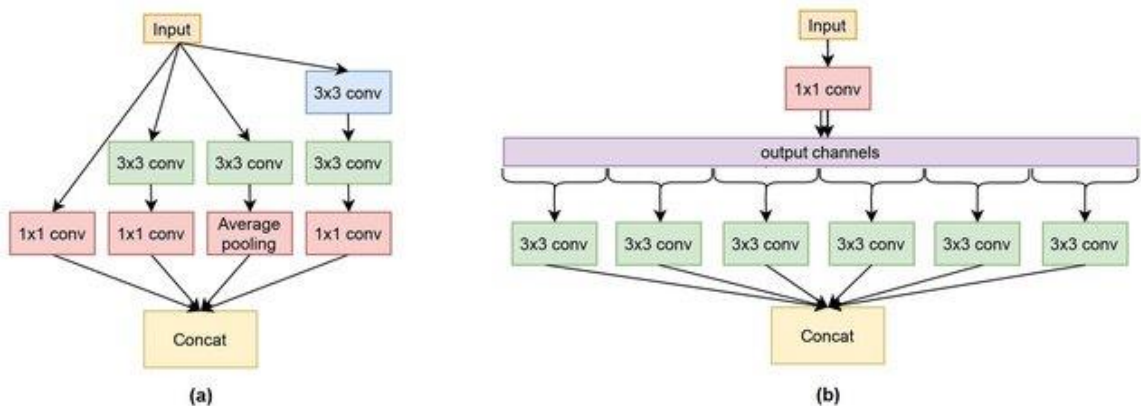 Input
3x3 conv
3x3 conv
3x3 conv
3x3 conv
1x1 conv
1x1 conv
Average
pooling
1x1 conv
Concat
(a)
Input
1x1 conv
output channels
3x3 conv
3x3 conv
3x3 conv
3x3 conv
3x3 conv
3x3 conv
Concat
(b)